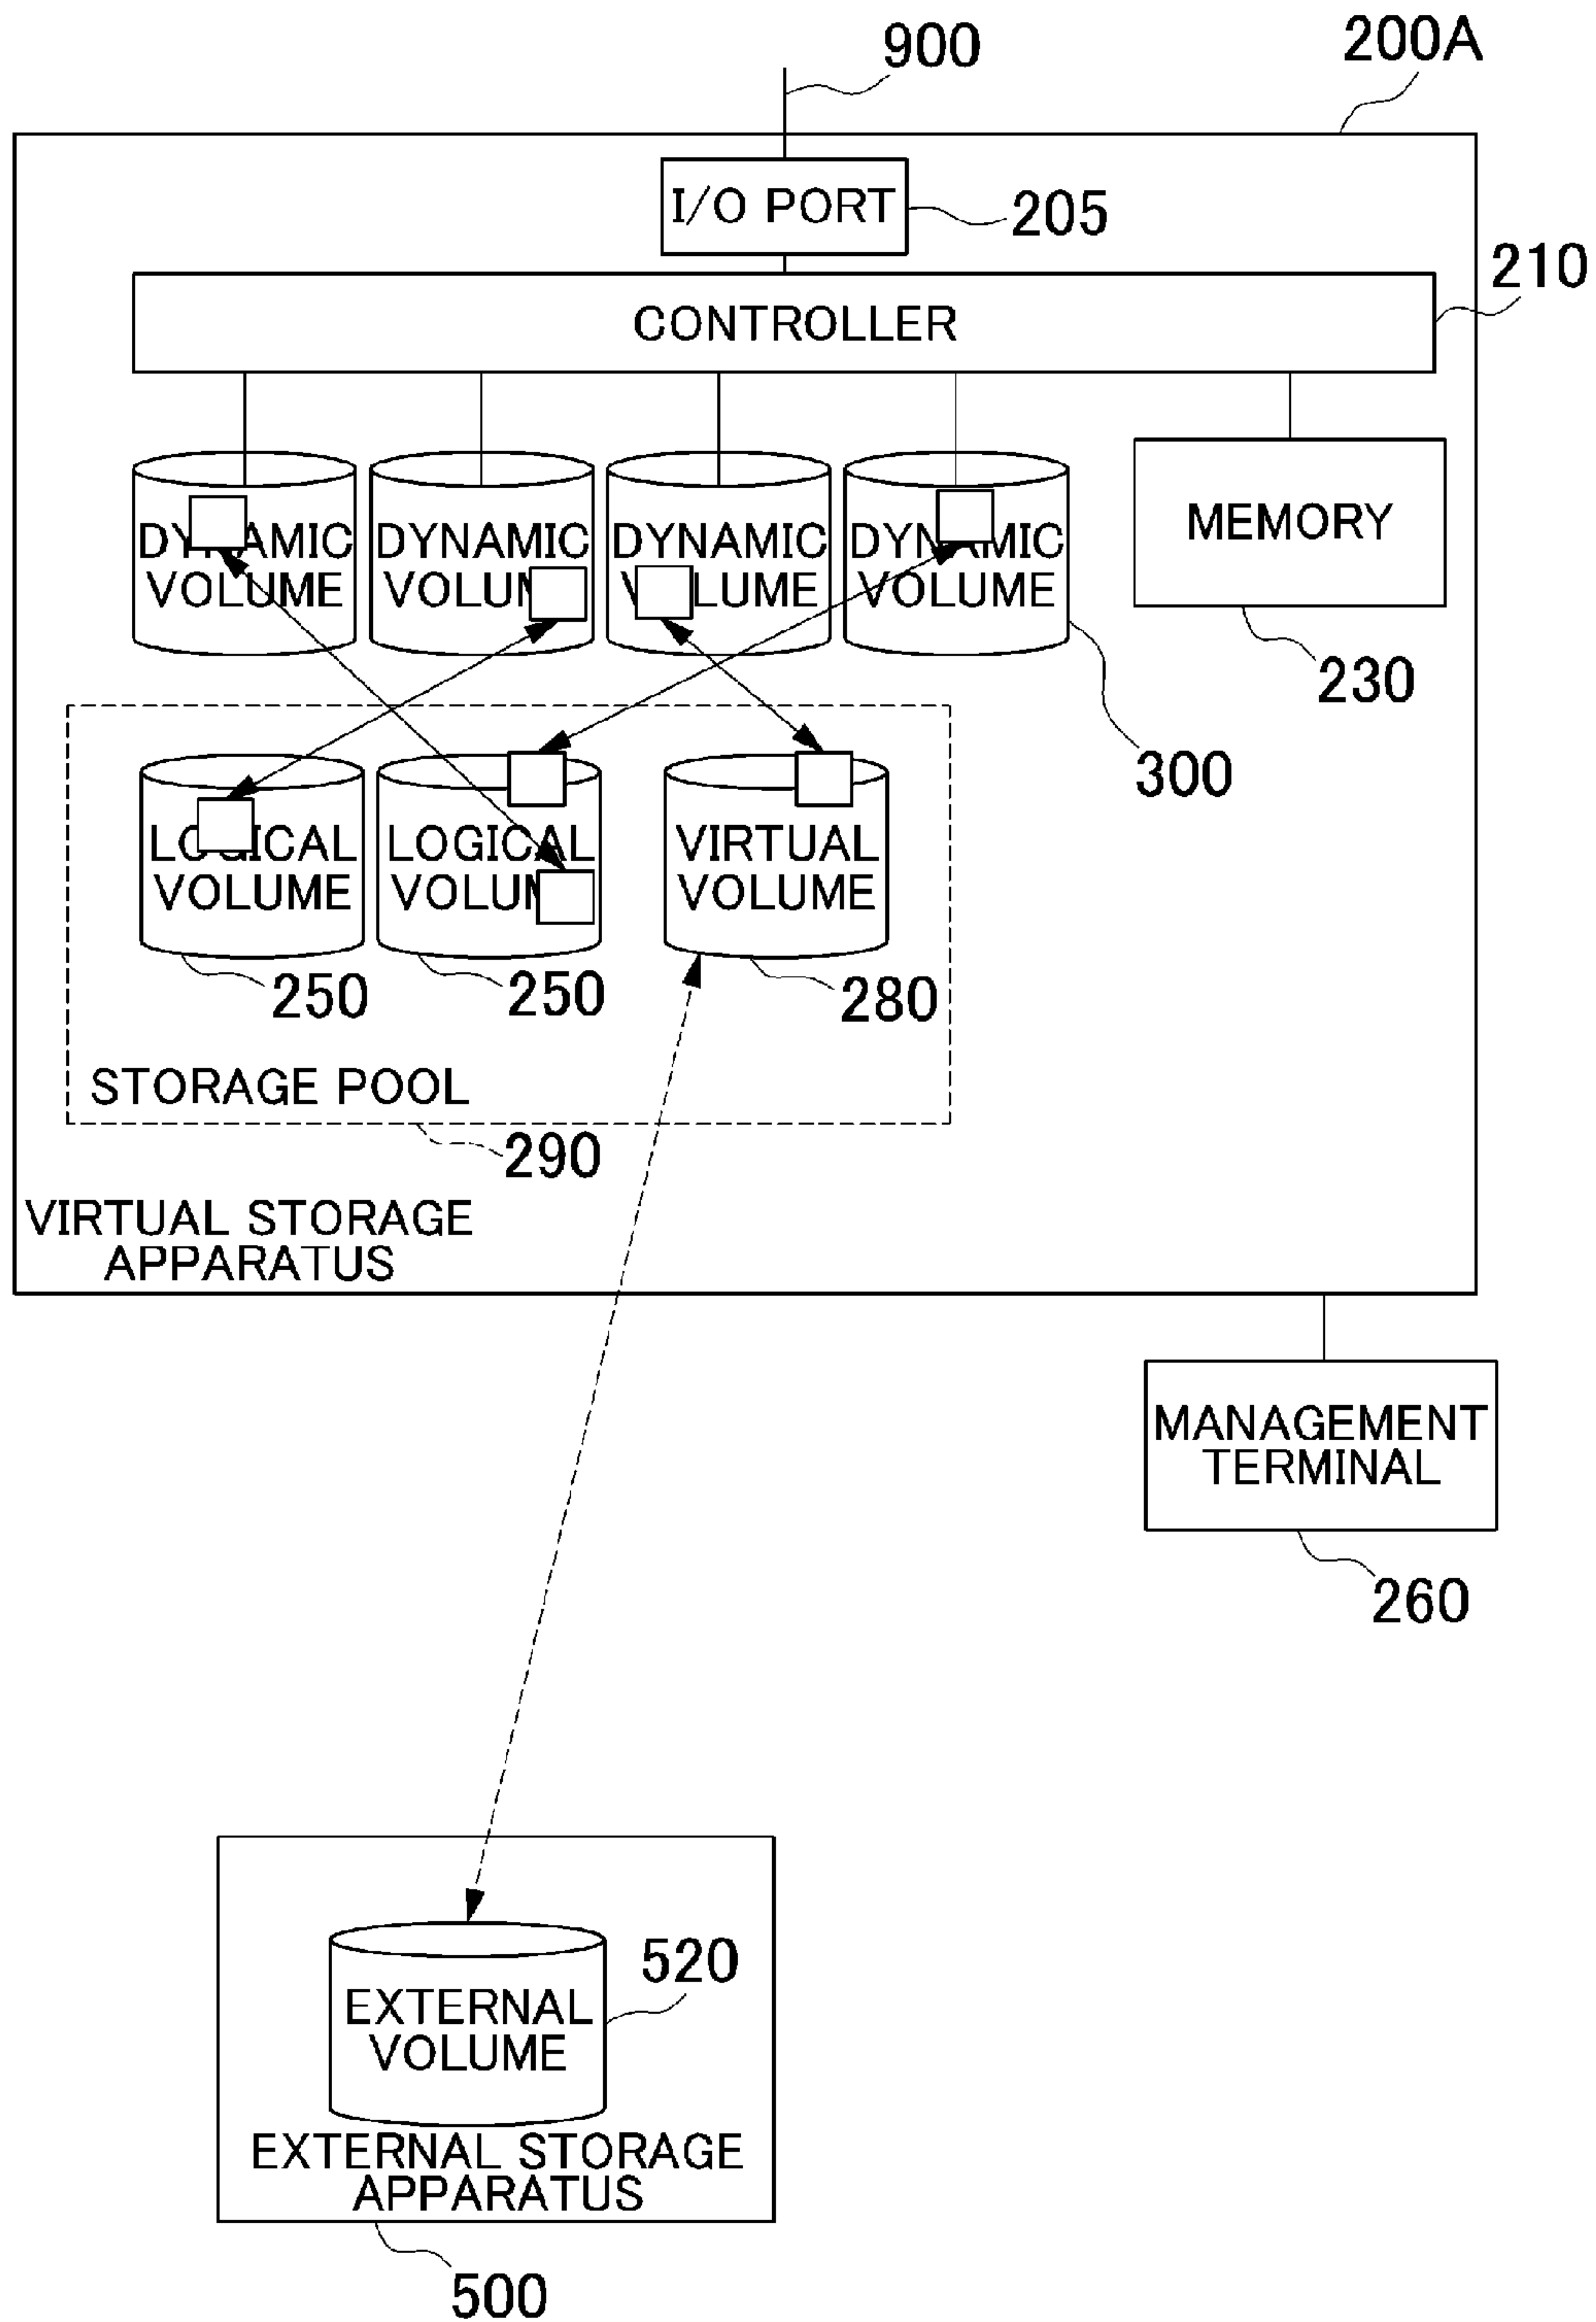 900
200A
I/O PORT
205
210
CONTROLLER
DYNAMIC
VOLUME
DYNAMIC
VOLUME
DYNAMIC
VOLUME
DYNAMIC
VOLUME
MEMORY
230
300
LOGICAL
VOLUME
LOGICAL
VOLUME
VIRTUAL
VOLUME
250
250
280
STORAGE POOL
290
VIRTUAL STORAGE
APPARATUS
MANAGEMENT
TERMINAL
260
520
EXTERNAL
VOLUME
EXTERNAL STORAGE
APPARATUS
500